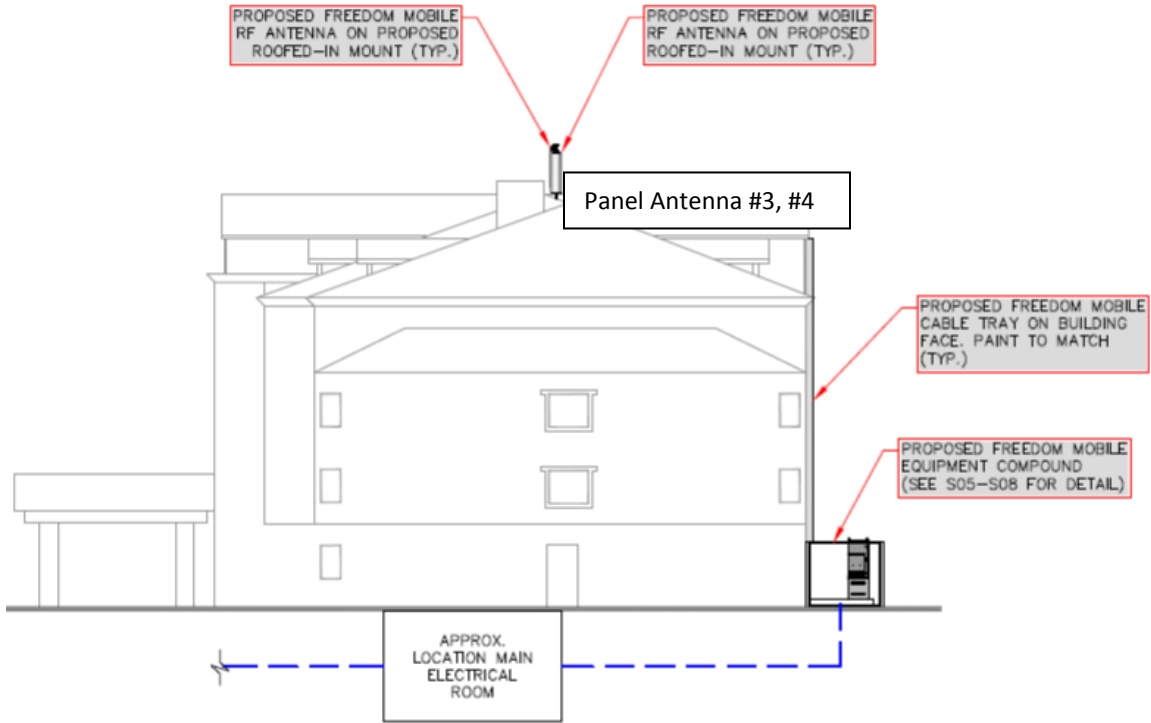 PROPOSED FREEDOM MOBILE
RF ANTENNA ON PROPOSED
ROOFED-IN MOUNT (TYP.)
PROPOSED FREEDOM MOBILE
RF ANTENNA ON PROPOSED
ROOFED-IN MOUNT (TYP.)
Panel Antenna #3, #4
PROPOSED FREEDOM MOBILE
CABLE TRAY ON BUILDING
FACE. PAINT TO MATCH
(TYP.)
PROPOSED FREEDOM MOBILE
EQUIPMENT COMPOUND
(SEE S05-S08 FOR DETAIL)
APPROX.
LOCATION MAIN
ELECTRICAL
ROOM